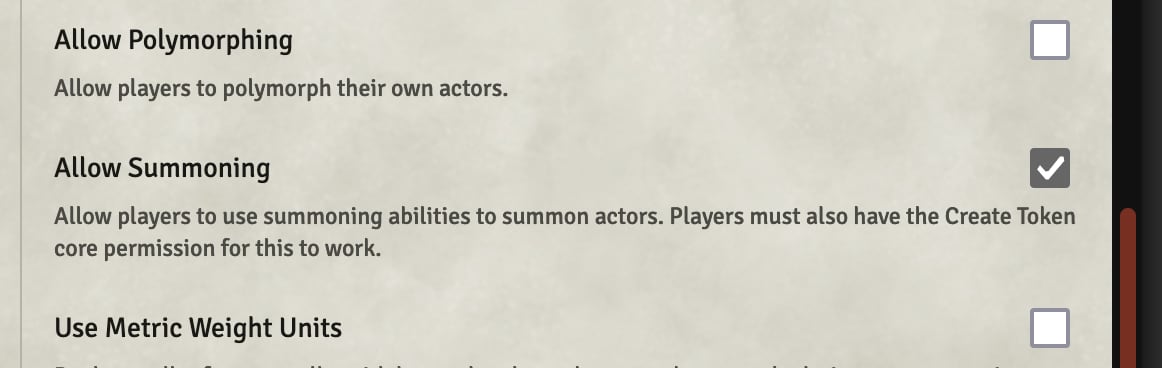 Allow Polymorphing
Allow players to polymorph their own actors.
Allow Summoning
Allow players to use summoning abilities to summon actors. Players must also have the Create Token
core permission for this to work.
Use Metric Weight Units